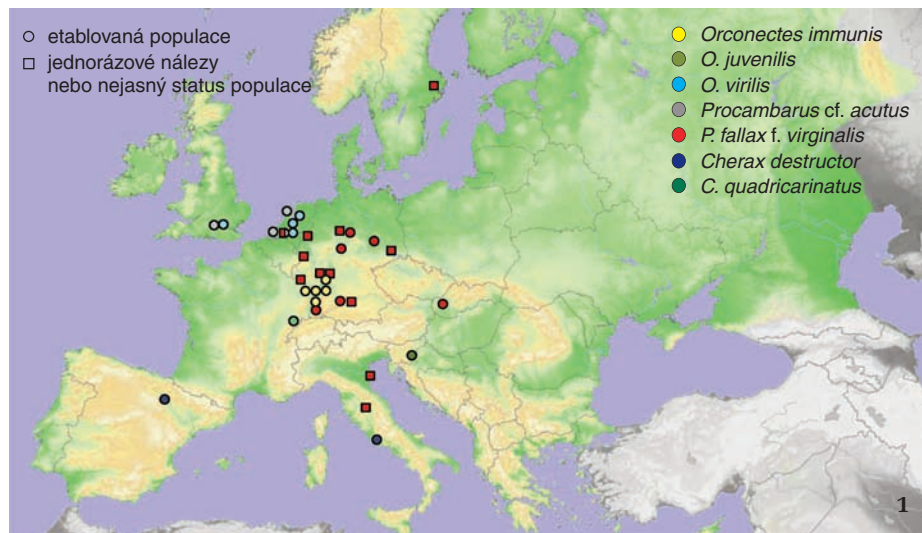 etablovaná populace
jednorázové nálezy
nebo nejasný status populace
Orconectes immunis
O. juvenilis
O. virilis
Procambarus cf. acutus
P. fallax f. virginalis
Cherax destructor
C. quadricarinatus
1